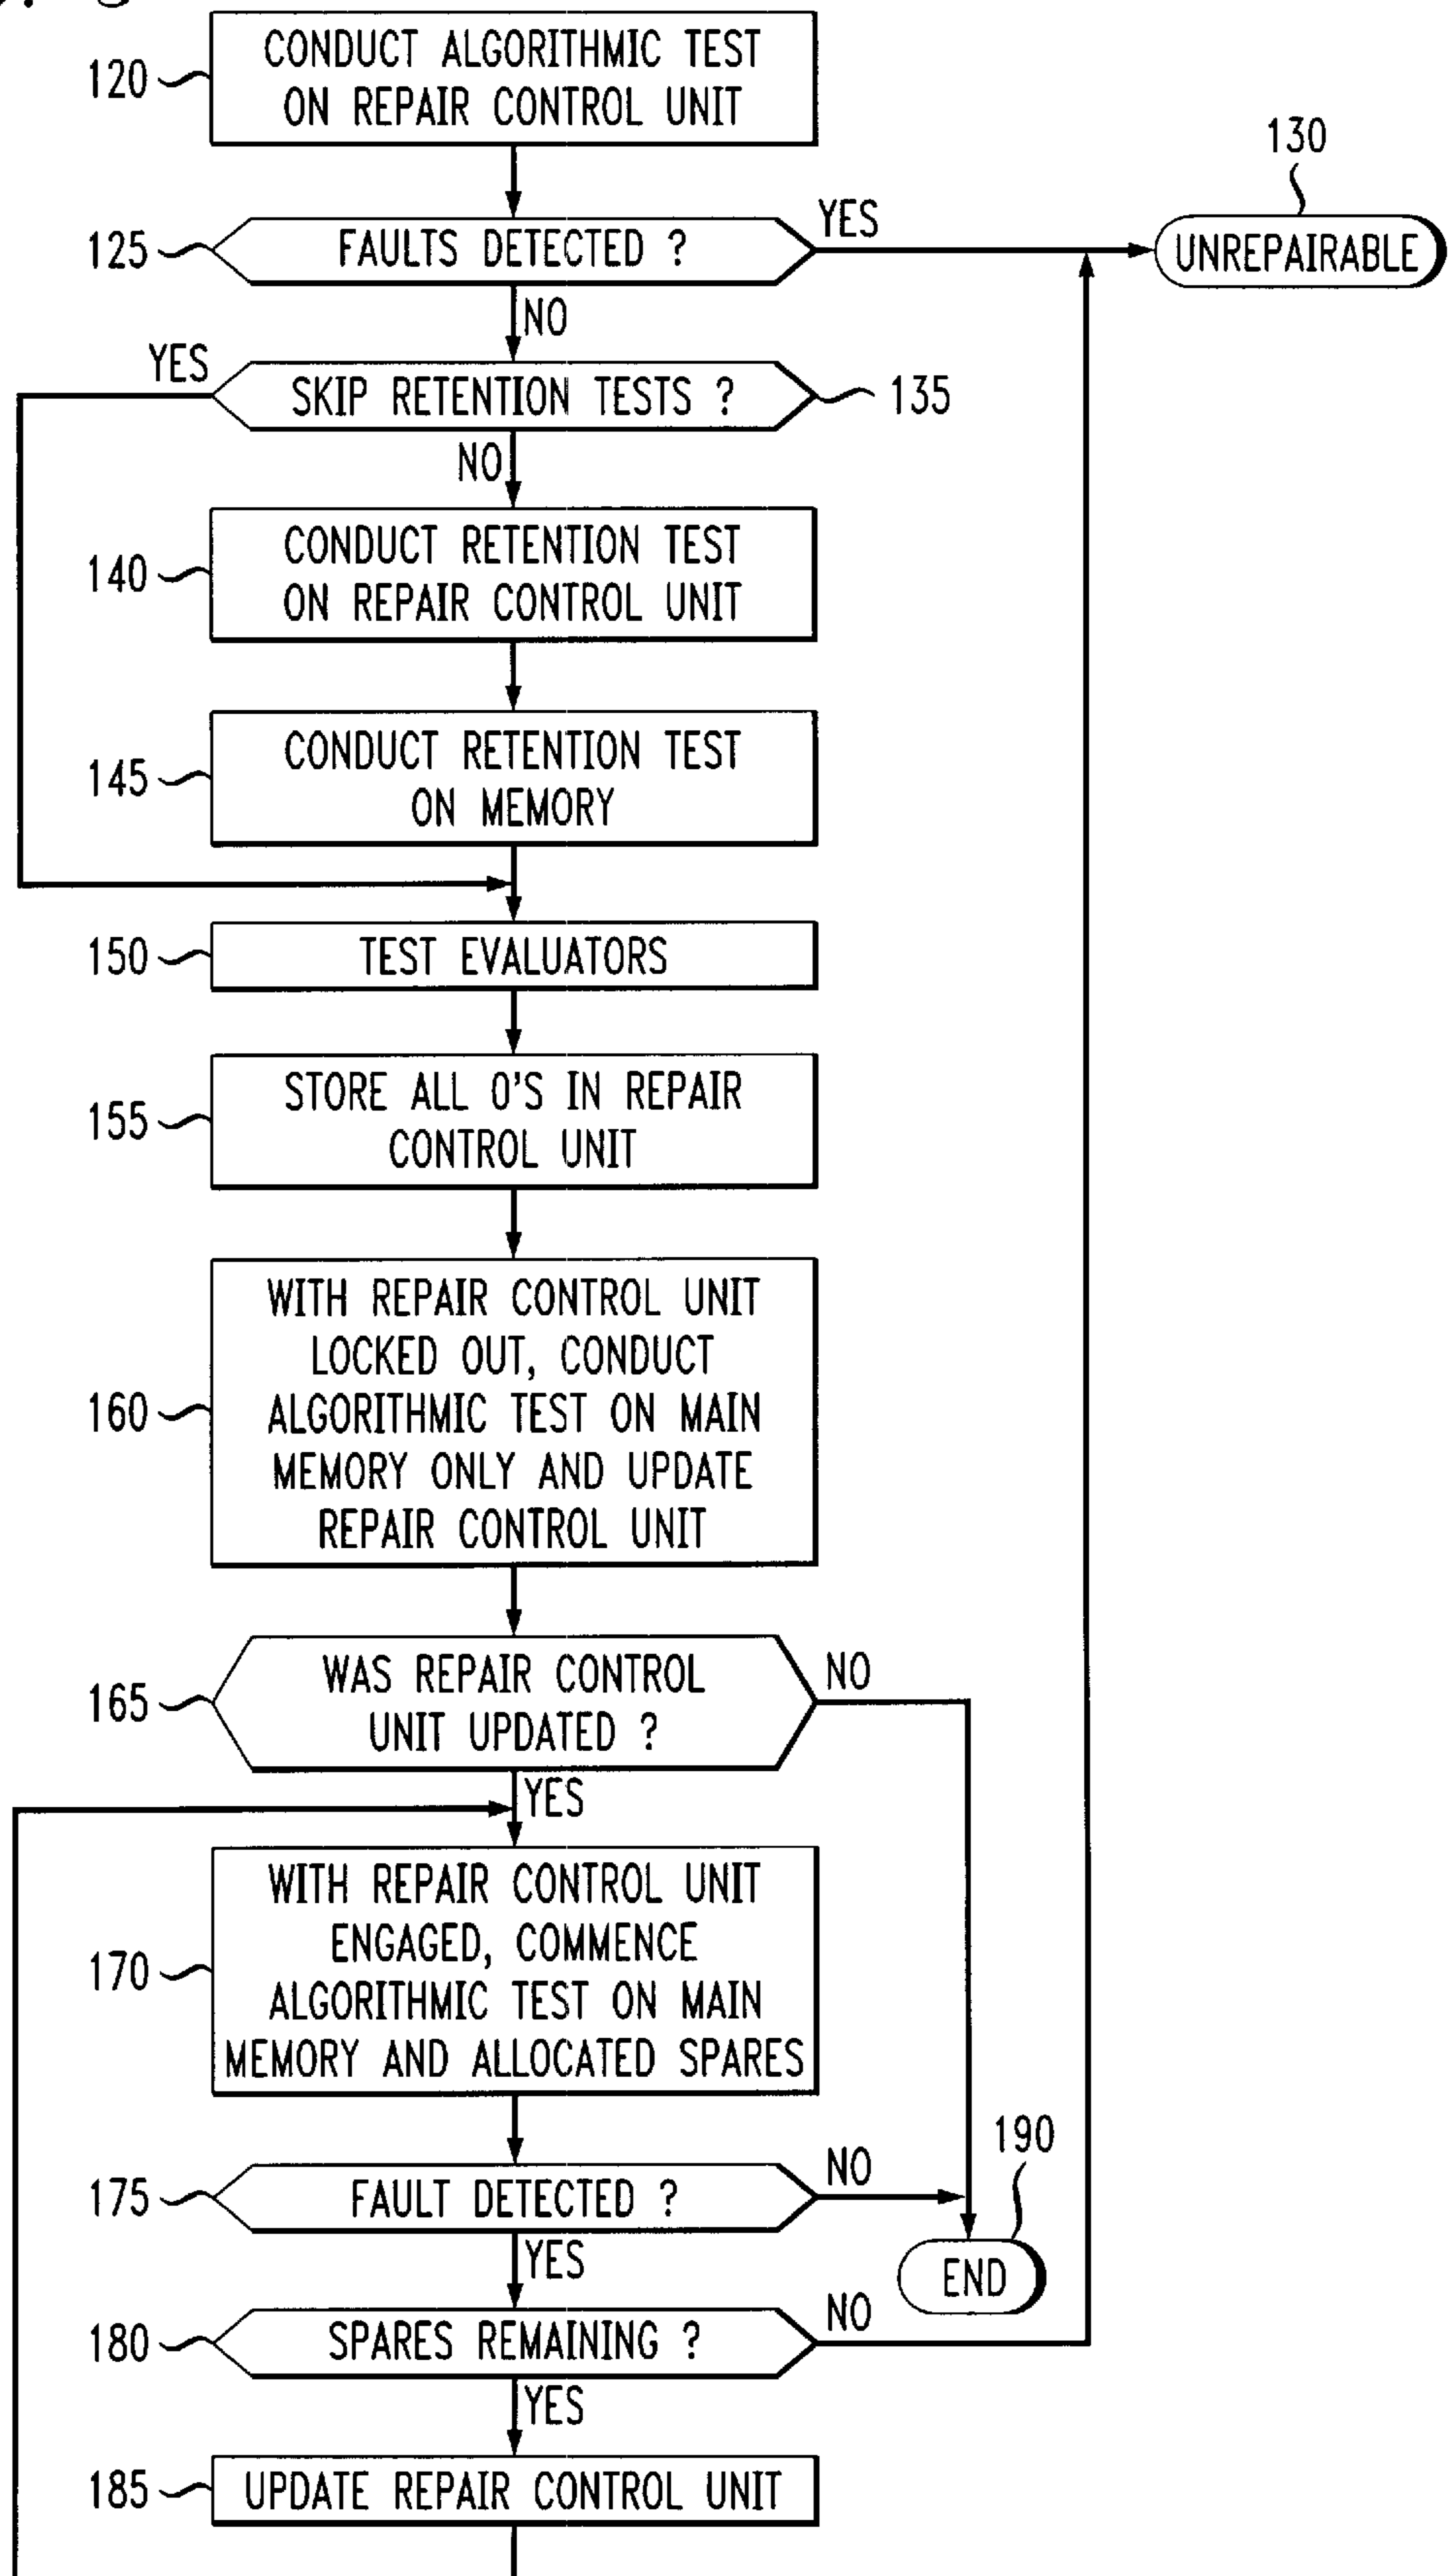 120
CONDUCT ALGORITHMIC TEST
ON REPAIR CONTROL UNIT
130
UNREPAIRABLE
125
FAULTS DETECTED ?
YES
NO
YES
SKIP RETENTION TESTS ?
135
NO
140
CONDUCT RETENTION TEST
ON REPAIR CONTROL UNIT
145
CONDUCT RETENTION TEST
ON MEMORY
150
TEST EVALUATORS
155
STORE ALL 0'S IN REPAIR
CONTROL UNIT
160
WITH REPAIR CONTROL UNIT
LOCKED OUT, CONDUCT
ALGORITHMIC TEST ON MAIN
MEMORY ONLY AND UPDATE
REPAIR CONTROL UNIT
165
WAS REPAIR CONTROL
UNIT UPDATED ?
NO
YES
170
WITH REPAIR CONTROL UNIT
ENGAGED, COMMENCE
ALGORITHMIC TEST ON MAIN
MEMORY AND ALLOCATED SPARES
175
FAULT DETECTED ?
NO
190
END
YES
180
SPARES REMAINING ?
NO
YES
185
UPDATE REPAIR CONTROL UNIT